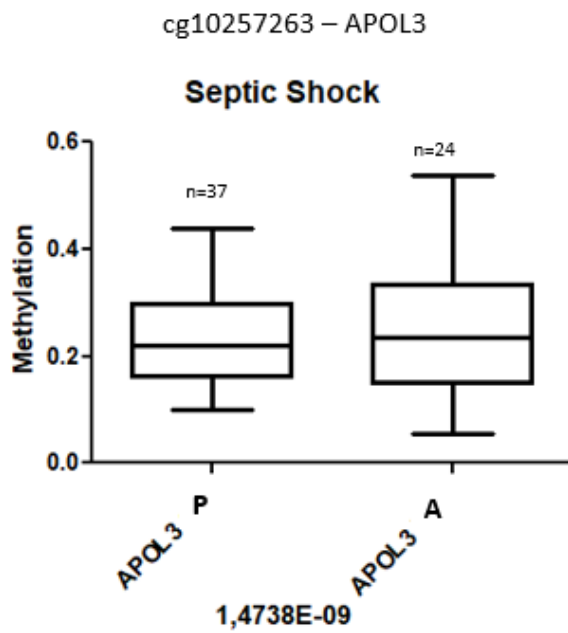 cg10257263 – APOL3
Septic Shock
0.6
n=24
n=37
0.4
Methylation
0.2
0.0
P
A
APOL3
APOL3
1,4738E-09